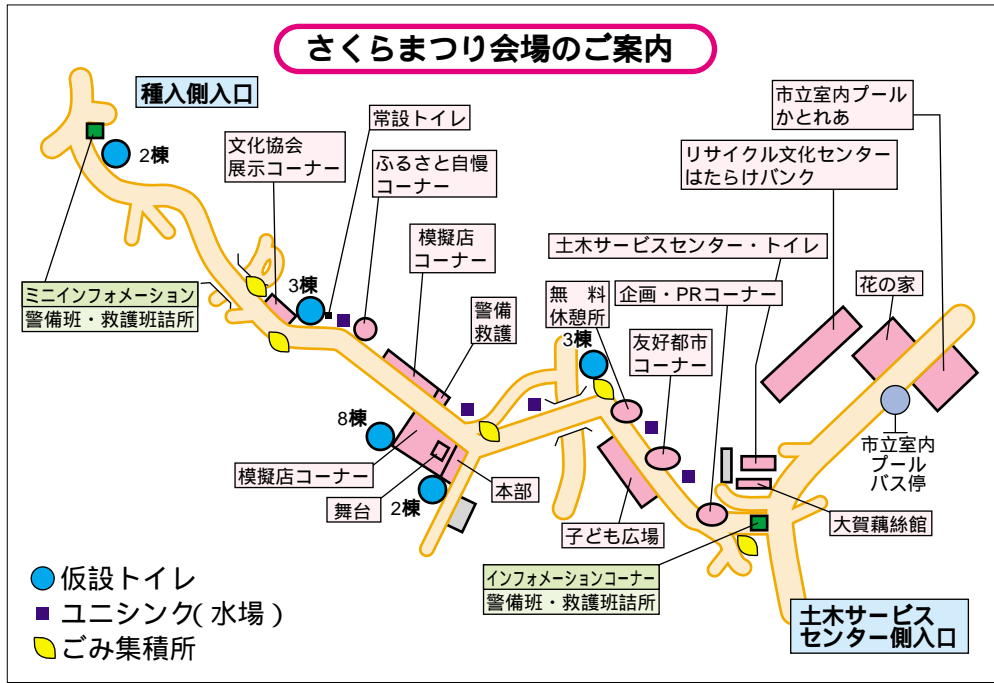 さくらまつり会場のご案内
種入側入口
2棟
文化協会
展示コーナー
常設トイレ
ふるさと自慢
コーナー
市立室内プール
かとれあ
リサイクル文化センター
はたらけバンク
模擬店
コーナー
土木サービスセンター・トイレ
ミニインフォメーション
警備班・救護班詰所
3棟
警備
救護
無 料
休憩所
企画・PRコーナー
花の家
3棟
友好都市
コーナー
8棟
模擬店コーナー
舞台
2棟
本部
子ども広場
市立室内
プール
バス停
大賀藕絲館
インフォメーションコーナー
警備班・救護班詰所
土木サービス
センター側入口
仮設トイレ
ユニシンク(水場)
ごみ集積所